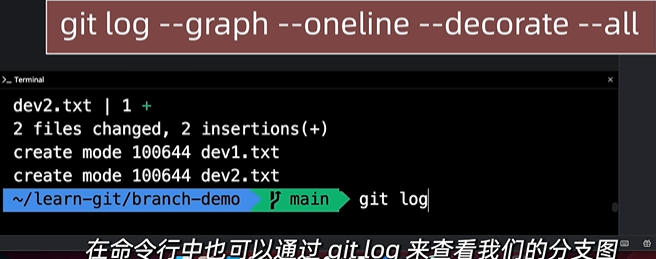 git log --graph --oneline --decorate --all
Terminal
dev2.txt | 1 +
2 files changed, 2 insertions(+)
create mode 100644 dev1.txt
create mode 100644 dev2.txt
~/learn-git/branch-demo main git log
在命令行中也可以通过 git log 来查看我们的分支图